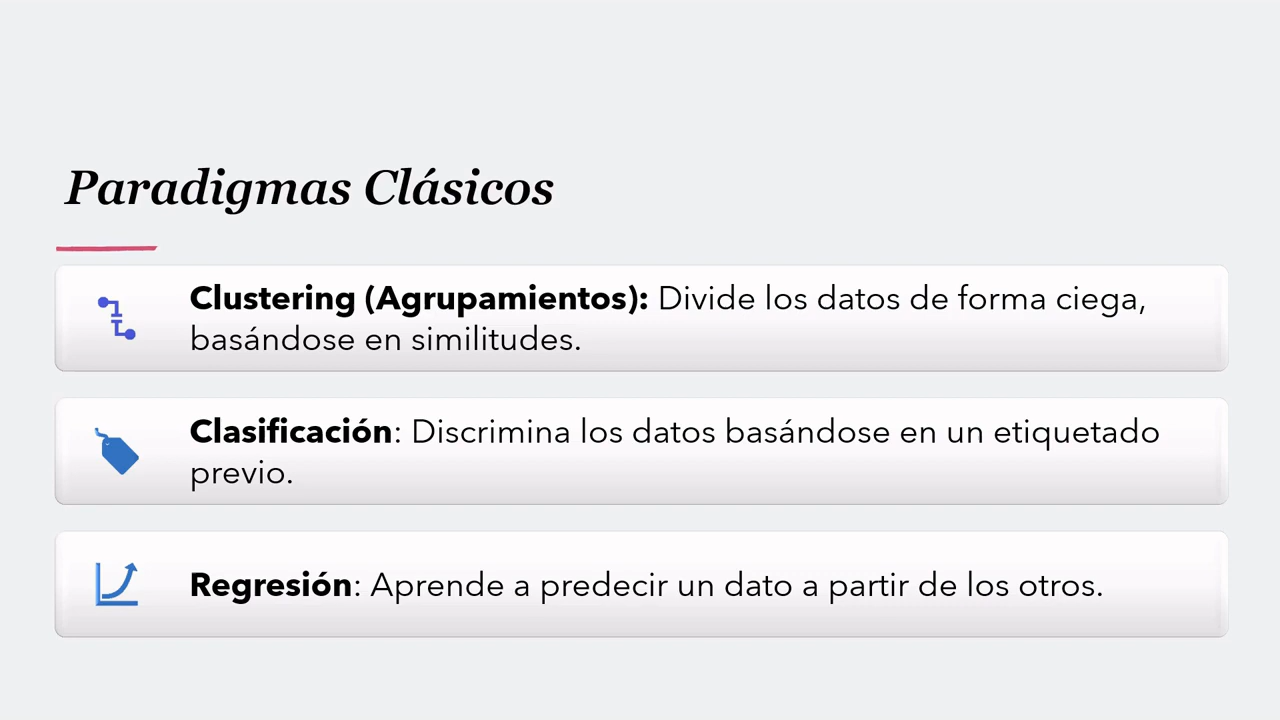 Paradigmas Clásicos
Clustering (Agrupamientos): Divide los datos de forma ciega,
basándose en similitudes.
Clasificación: Discrimina los datos basándose en un etiquetado
previo.
Regresión: Aprende a predecir un dato a partir de los otros.